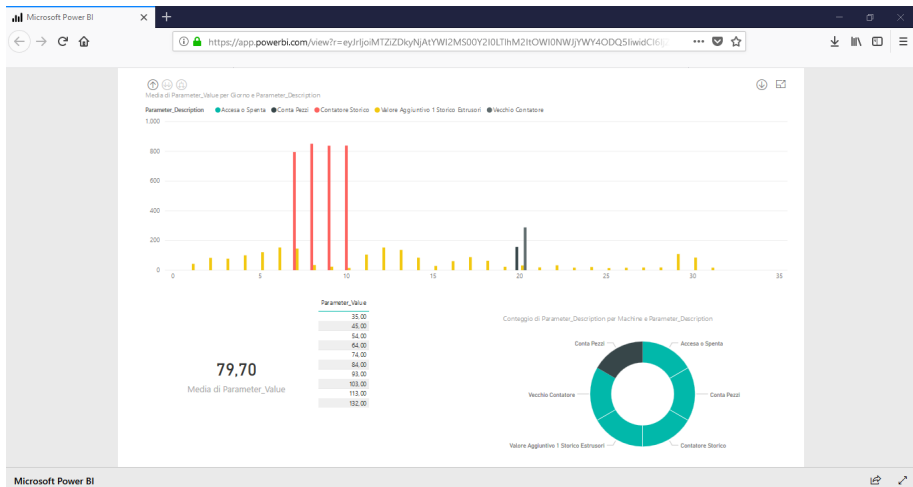 Microsoft Power BI
https://app.powerbi.com/view?r=
Media di Parameter_Value per Giorno e Parameter_Description
Parameter_Description Accesa o Spenta Conta Pezzi Contatore Storico Valore Aggiuntivo 1 Storico Estrusori Vecchio Contatore
1.000
800
600
400
200
0
0 5 10 15 20 25 30 35
Parameter_Value
35,00
45,00
54,00
64,00
74,00
84,00
93,00
103,00
113,00
132,00
79,70
Media di Parameter_Value
Conteggio di Parameter_Description per Machine e Parameter_Description
Conta Pezzi Accesa o Spenta
Vecchio Contatore Conta Pezzi
Valore Aggiuntivo 1 Storico Estrusori Contatore Storico
Microsoft Power BI